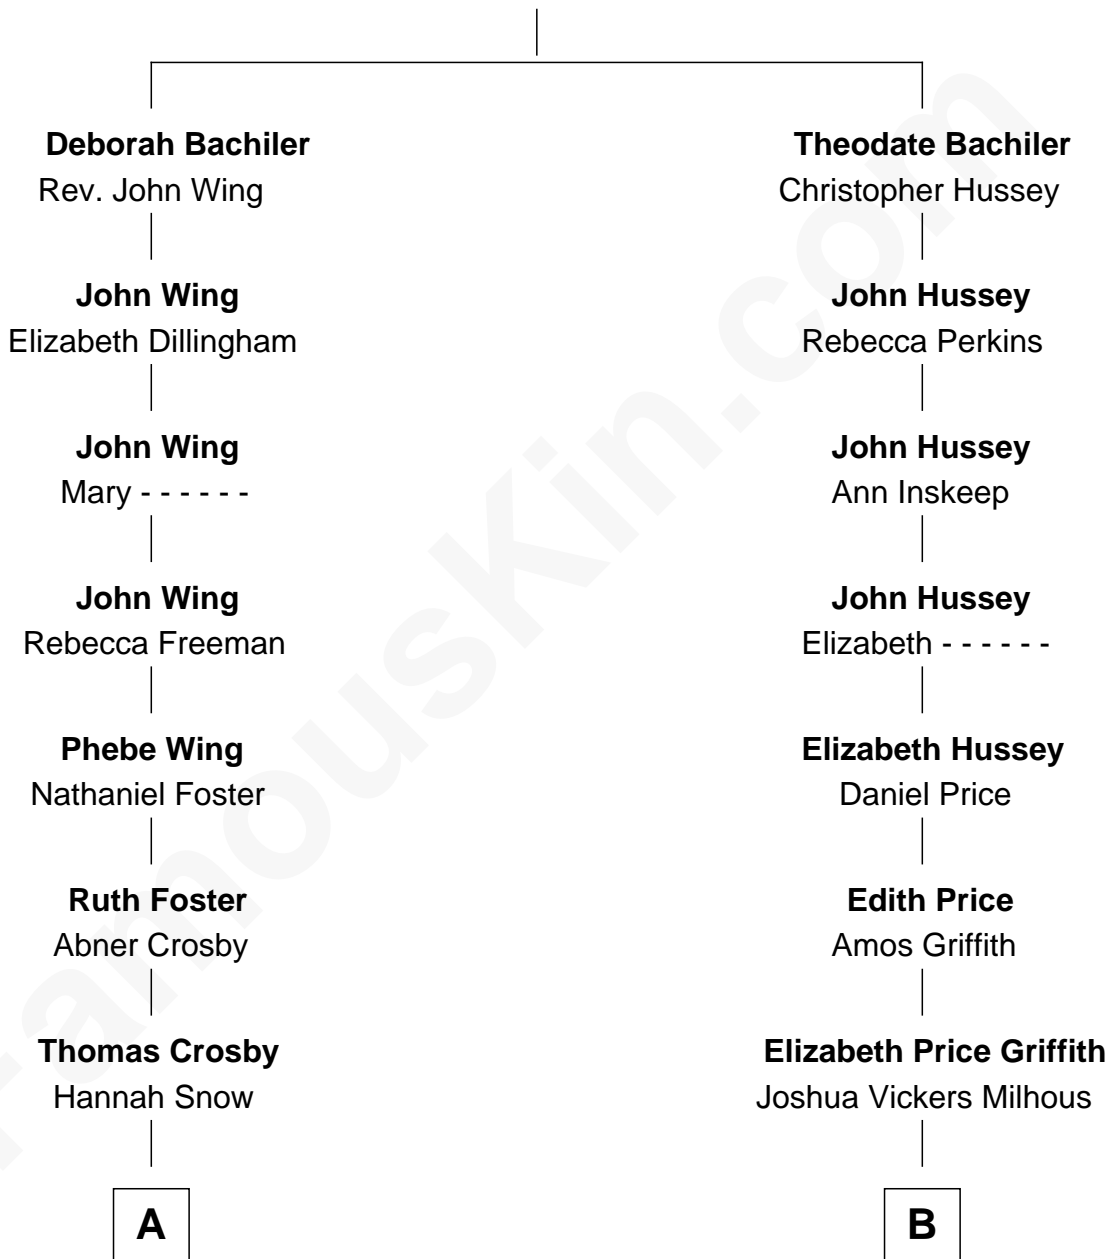 Deborah Bachiler
Rev. John Wing
Theodate Bachiler
Christopher Hussey
John Wing
Elizabeth Dillingham
John Hussey
Rebecca Perkins
John Wing
Mary - - - - - -
John Hussey
Ann Inskeep
John Wing
Rebecca Freeman
John Hussey
Elizabeth - - - - - -
Phebe Wing
Nathaniel Foster
Elizabeth Hussey
Daniel Price
Ruth Foster
Abner Crosby
Edith Price
Amos Griffith
Thomas Crosby
Hannah Snow
Elizabeth Price Griffith
Joshua Vickers Milhous
A
B
FamousKin.com